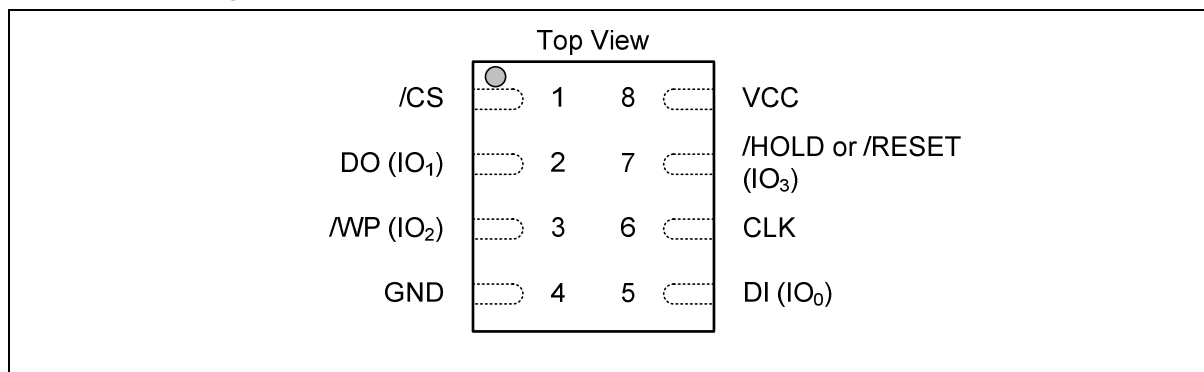 Top View
/CS 1 8 VCC
DO (IO₁) 2 7 /HOLD or /RESET
(IO₃)
/WP (IO₂) 3 6 CLK
GND 4 5 DI (IO₀)